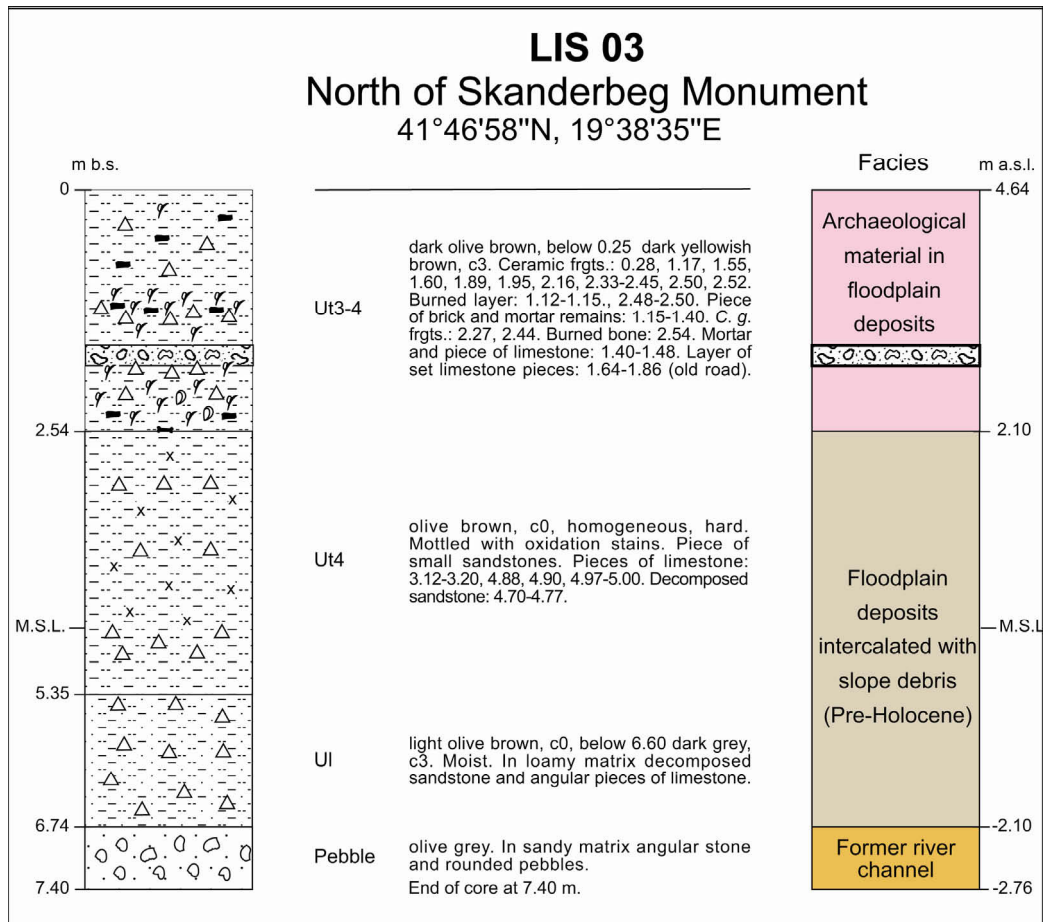 LIS 03
North of Skanderbeg Monument
41°46'58"N, 19°38'35"E
m b.s.
Facies
m a.s.l.
0
4.64
Ut3-4
dark olive brown, below 0.25 dark yellowish
brown, c3. Ceramic frgts.: 0.28, 1.17, 1.55,
1.60, 1.89, 1.95, 2.16, 2.33-2.45, 2.50, 2.52.
Burned layer: 1.12-1.15., 2.48-2.50. Piece
of brick and mortar remains: 1.15-1.40. C. g.
frgts.: 2.27, 2.44. Burned bone: 2.54. Mortar
and piece of limestone: 1.40-1.48. Layer of
set limestone pieces: 1.64-1.86 (old road).
Archaeological
material in
floodplain
deposits
2.54
2.10
Ut4
olive brown, c0, homogeneous, hard.
Mottled with oxidation stains. Piece of
small sandstones. Pieces of limestone:
3.12-3.20, 4.88, 4.90, 4.97-5.00. Decomposed
sandstone: 4.70-4.77.
Floodplain
deposits
intercalated with
slope debris
(Pre-Holocene)
M.S.L.
M.S.L
5.35
Ul
light olive brown, c0, below 6.60 dark grey,
c3. Moist. In loamy matrix decomposed
sandstone and angular pieces of limestone.
6.74
-2.10
Pebble
olive grey. In sandy matrix angular stone
and rounded pebbles.
End of core at 7.40 m.
Former river
channel
7.40
-2.76